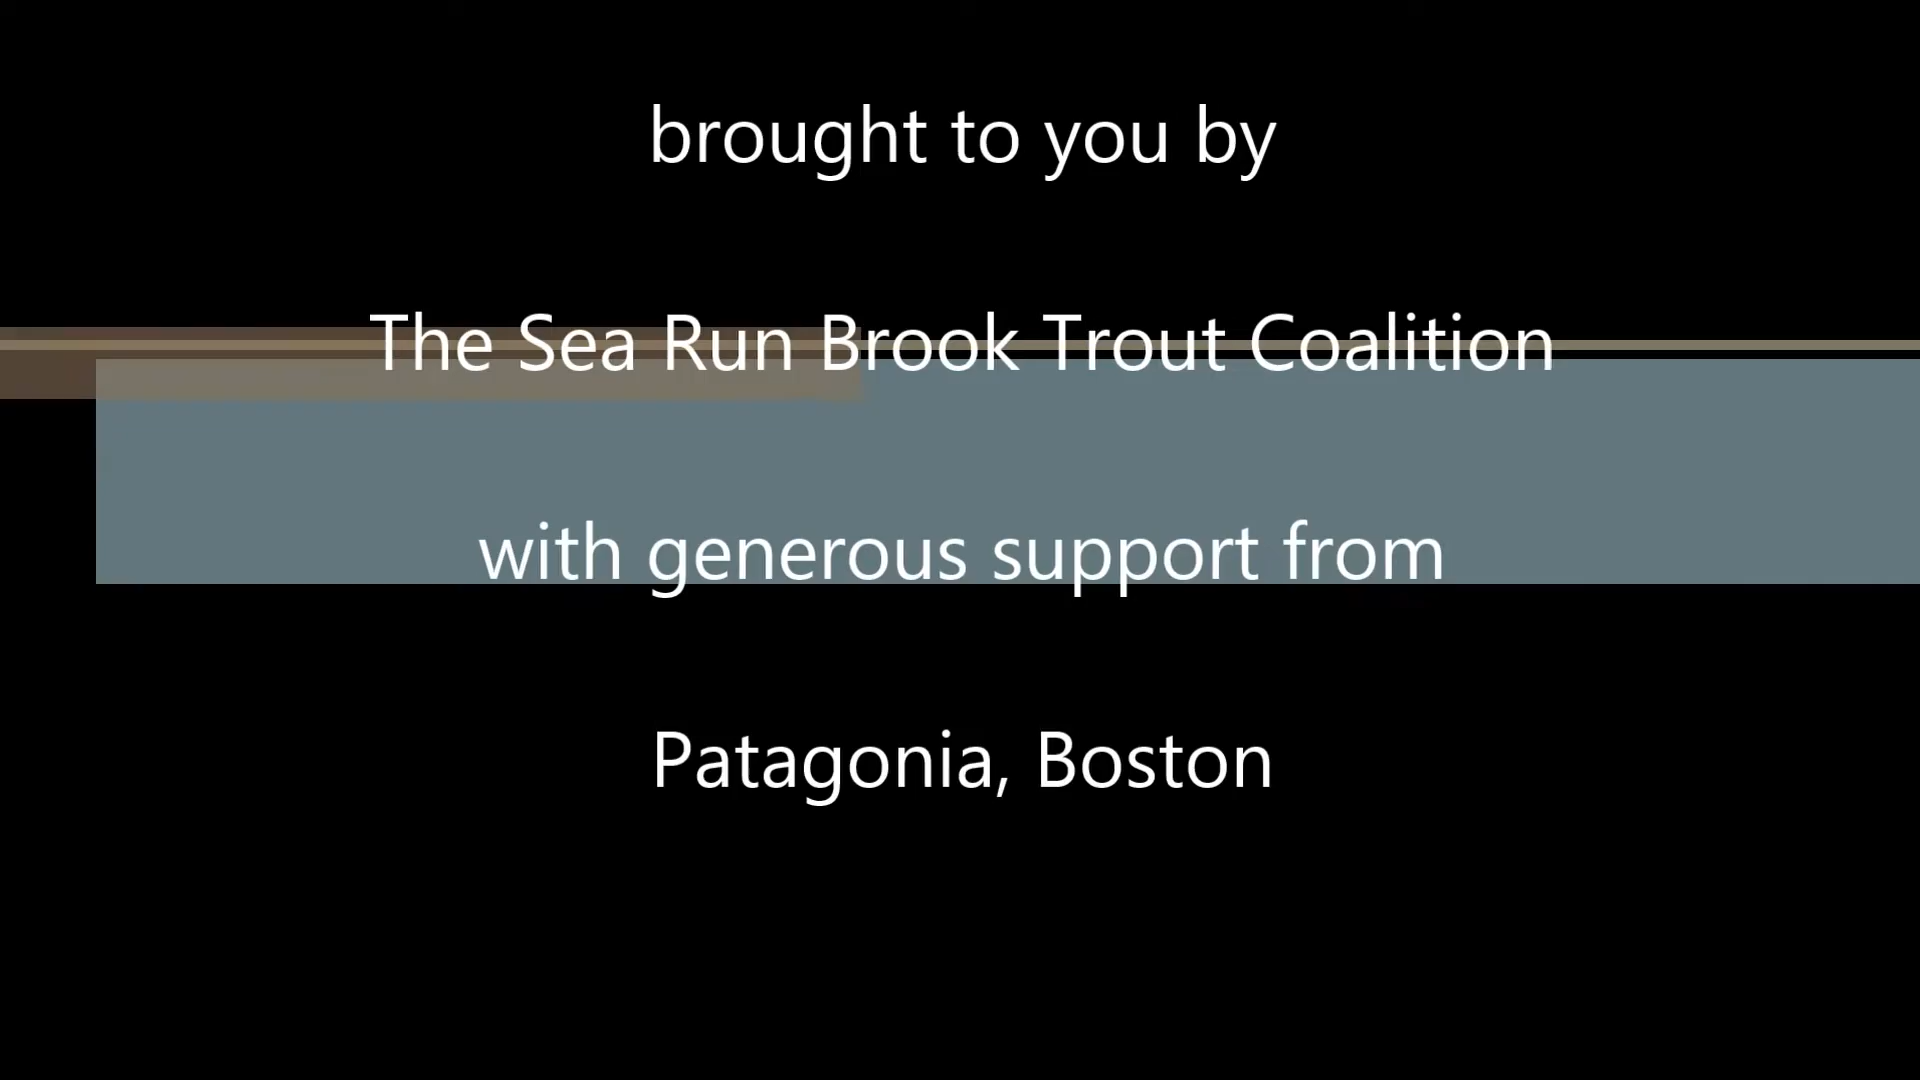 brought to you by
The Sea Run Brook Trout Coalition
with generous support from
Patagonia, Boston